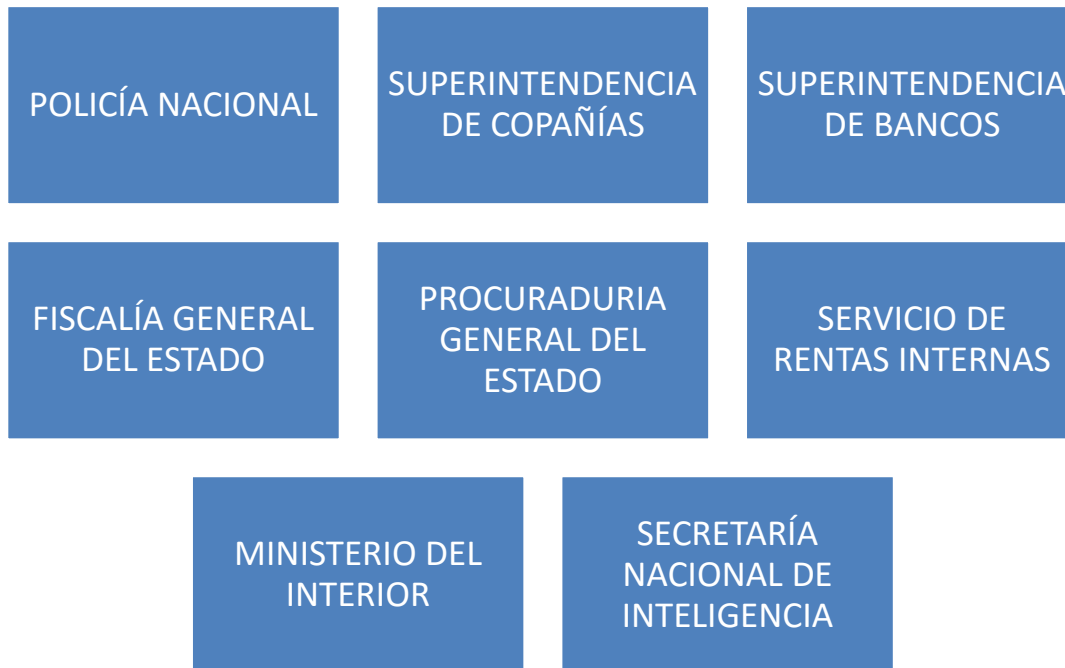 POLICÍA NACIONAL
SUPERINTENDENCIA
DE COPAÑÍAS
SUPERINTENDENCIA
DE BANCOS
FISCALÍA GENERAL
DEL ESTADO
PROCURADURIA
GENERAL DEL
ESTADO
SERVICIO DE
RENTAS INTERNAS
MINISTERIO DEL
INTERIOR
SECRETARÍA
NACIONAL DE
INTELIGENCIA